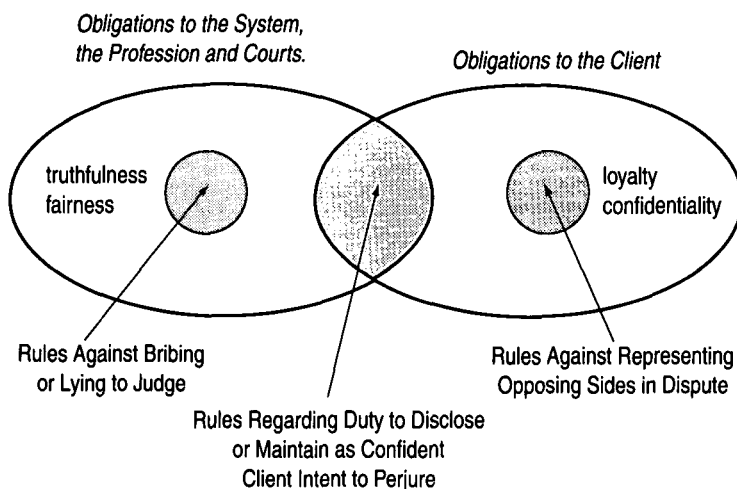 Obligations to the System,
the Profession and Courts.
Obligations to the Client
truthfulness
fairness
loyalty
confidentiality
Rules Against Bribing
or Lying to Judge
Rules Regarding Duty to Disclose
or Maintain as Confident
Client Intent to Perjure
Rules Against Representing
Opposing Sides in Dispute